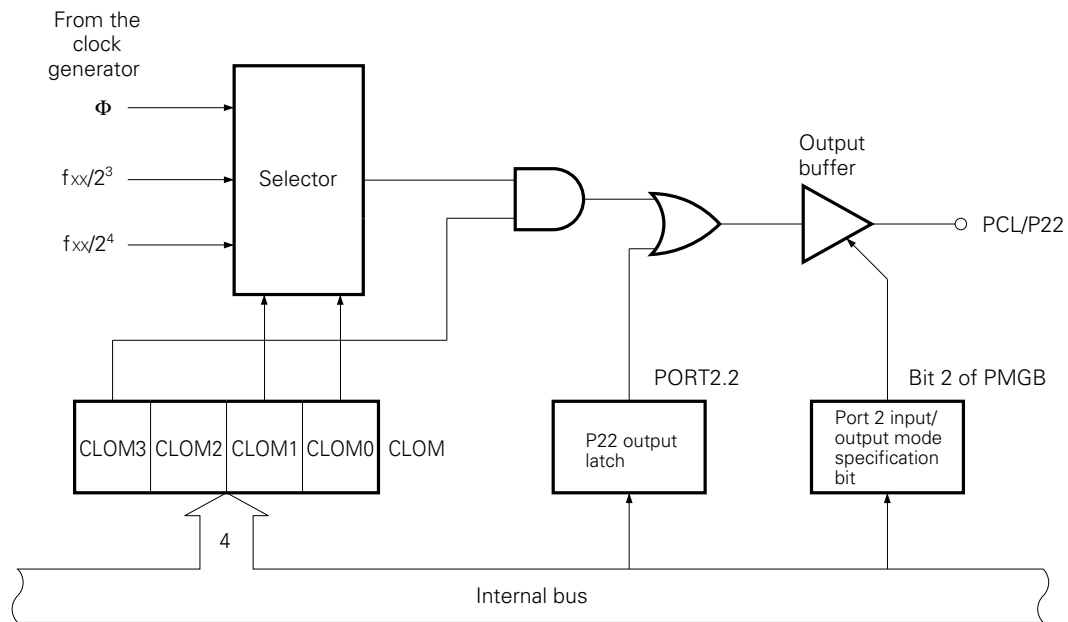 From the
clock
generator
Φ
fxx/2³
fxx/2⁴
Selector
Output
buffer
PCL/P22
PORT2.2
Bit 2 of PMGB
CLOM3 CLOM2 CLOM1 CLOM0 CLOM
P22 output
latch
Port 2 input/
output mode
specification
bit
4
Internal bus